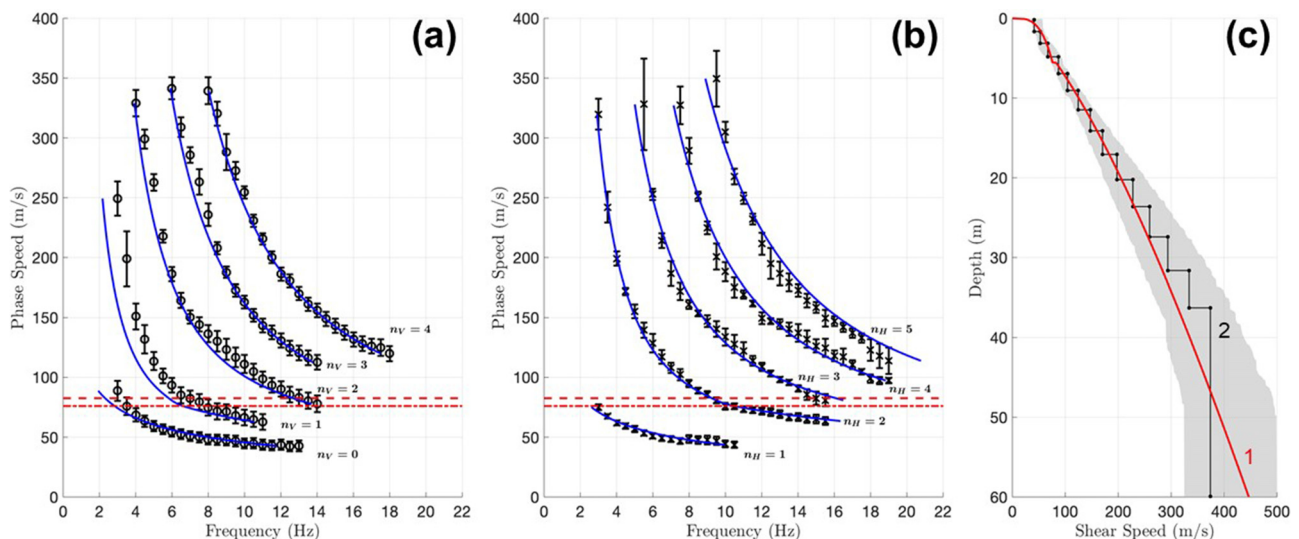 (a)
400
350
300
250
200
150
100
50
0
Phase Speed (m/s)
0 2 4 6 8 10 12 14 16 18 20 22
Frequency (Hz)
n_V = 4
n_V = 3
n_V = 2
n_V = 1
n_V = 0
(b)
400
350
300
250
200
150
100
50
0
Phase Speed (m/s)
0 2 4 6 8 10 12 14 16 18 20 22
Frequency (Hz)
n_H = 5
n_H = 3
n_H = 4
n_H = 2
n_H = 1
(c)
0
10
20
30
40
50
60
Depth (m)
0 100 200 300 400 500
Shear Speed (m/s)
2
1